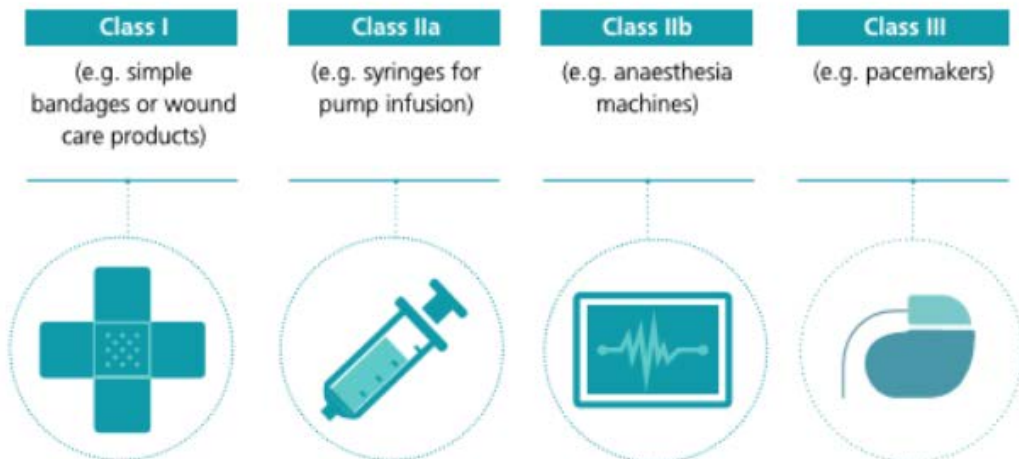 Class I
(e.g. simple
bandages or wound
care products)
Class IIa
(e.g. syringes for
pump infusion)
Class IIb
(e.g. anaesthesia
machines)
Class III
(e.g. pacemakers)